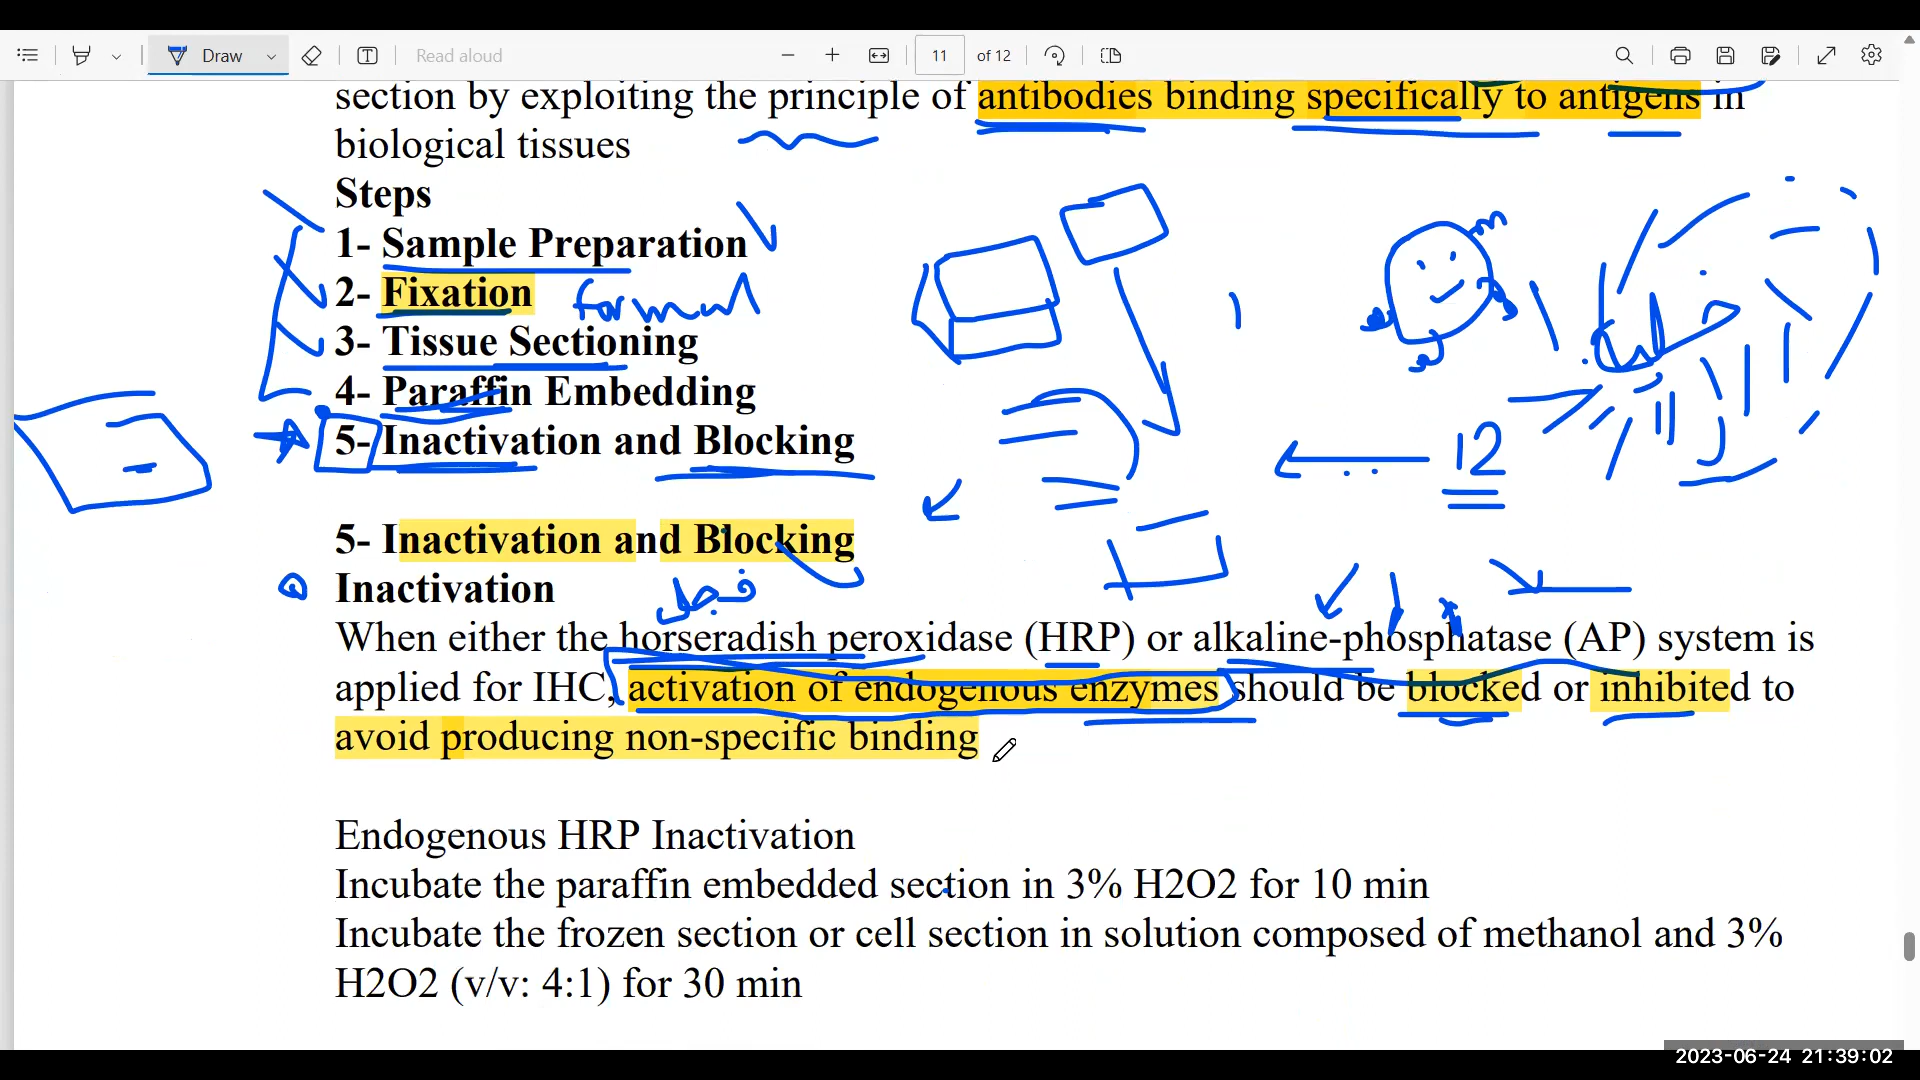 Draw
Read aloud
11 of 12
section by exploiting the principle of antibodies binding specifically to antigens in
biological tissues
Steps
1- Sample Preparation
2- Fixation
3- Tissue Sectioning
4- Paraffin Embedding
5- Inactivation and Blocking
12
5- Inactivation and Blocking
Inactivation
When either the horseradish peroxidase (HRP) or alkaline-phosphatase (AP) system is
applied for IHC, activation of endogenous enzymes should be blocked or inhibited to
avoid producing non-specific binding
Endogenous HRP Inactivation
Incubate the paraffin embedded section in 3% H2O2 for 10 min
Incubate the frozen section or cell section in solution composed of methanol and 3%
H2O2 (v/v: 4:1) for 30 min
2023-06-24 21:39:02